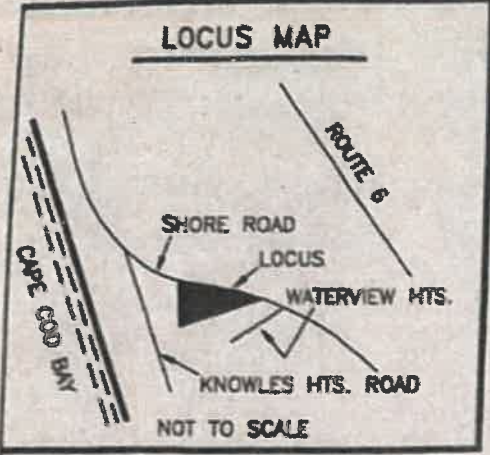 LOCUS MAP
ROUTE 6
SHORE ROAD
LOCUS
WATERVIEW HTS.
CAPE COD BAY
KNOWLES HTS. ROAD
NOT TO SCALE